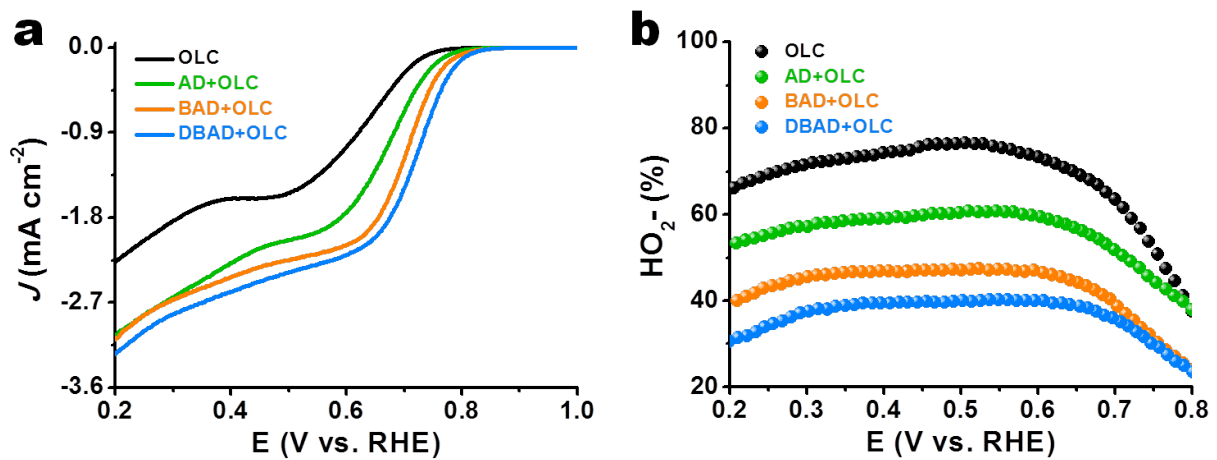 a
0.0
-0.9
-1.8
-2.7
-3.6
J (mA cm-2)
OLC
AD+OLC
BAD+OLC
DBAD+OLC
0.2 0.4 0.6 0.8 1.0
E (V vs. RHE)
b
100
80
60
40
20
HO2- (%)
OLC
AD+OLC
BAD+OLC
DBAD+OLC
0.2 0.3 0.4 0.5 0.6 0.7 0.8
E (V vs. RHE)